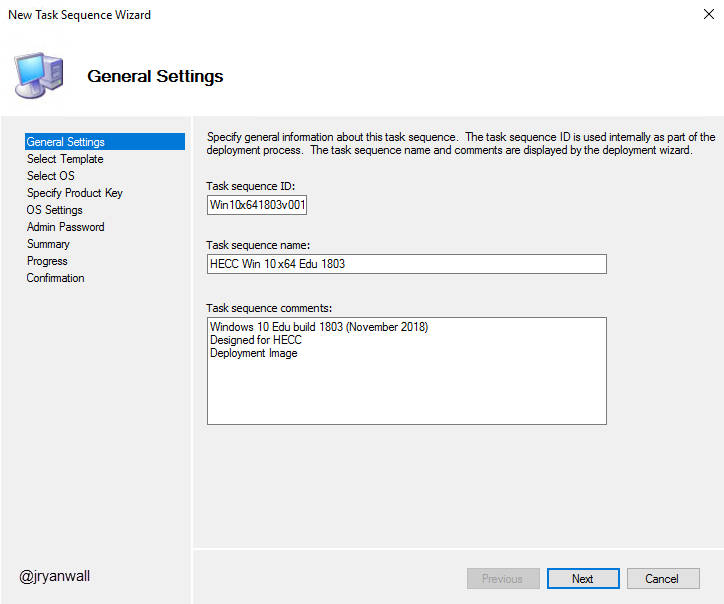 New Task Sequence Wizard
General Settings
General Settings
Select Template
Select OS
Specify Product Key
OS Settings
Admin Password
Summary
Progress
Confirmation
Specify general information about this task sequence.  The task sequence ID is used internally as part of the
deployment process.  The task sequence name and comments are displayed by the deployment wizard.
Task sequence ID:
Win10x641803v001
Task sequence name:
HECC Win 10 x64 Edu 1803
Task sequence comments:
Windows 10 Edu build 1803 (November 2018)
Designed for HECC
Deployment Image
@jryanwall
Previous
Next
Cancel